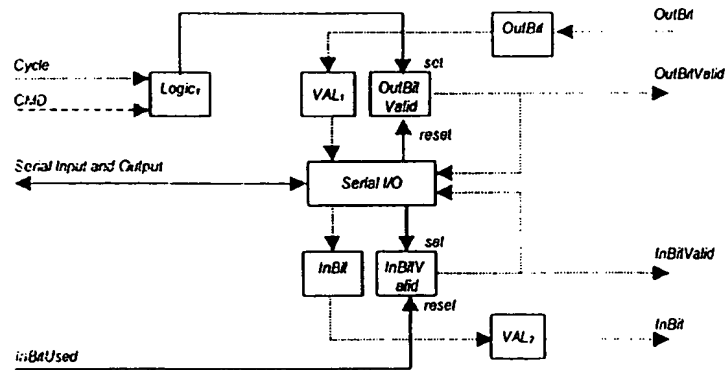 OutBit
OutBit
Cycle
set
Logic₁
VAL₁
OutBit
Valid
OutBitValid
CMD
reset
Serial Input and Output
Serial I/O
set
InBit
InBitV
alid
InBitValid
reset
VAL₂
InBit
InBitUsed